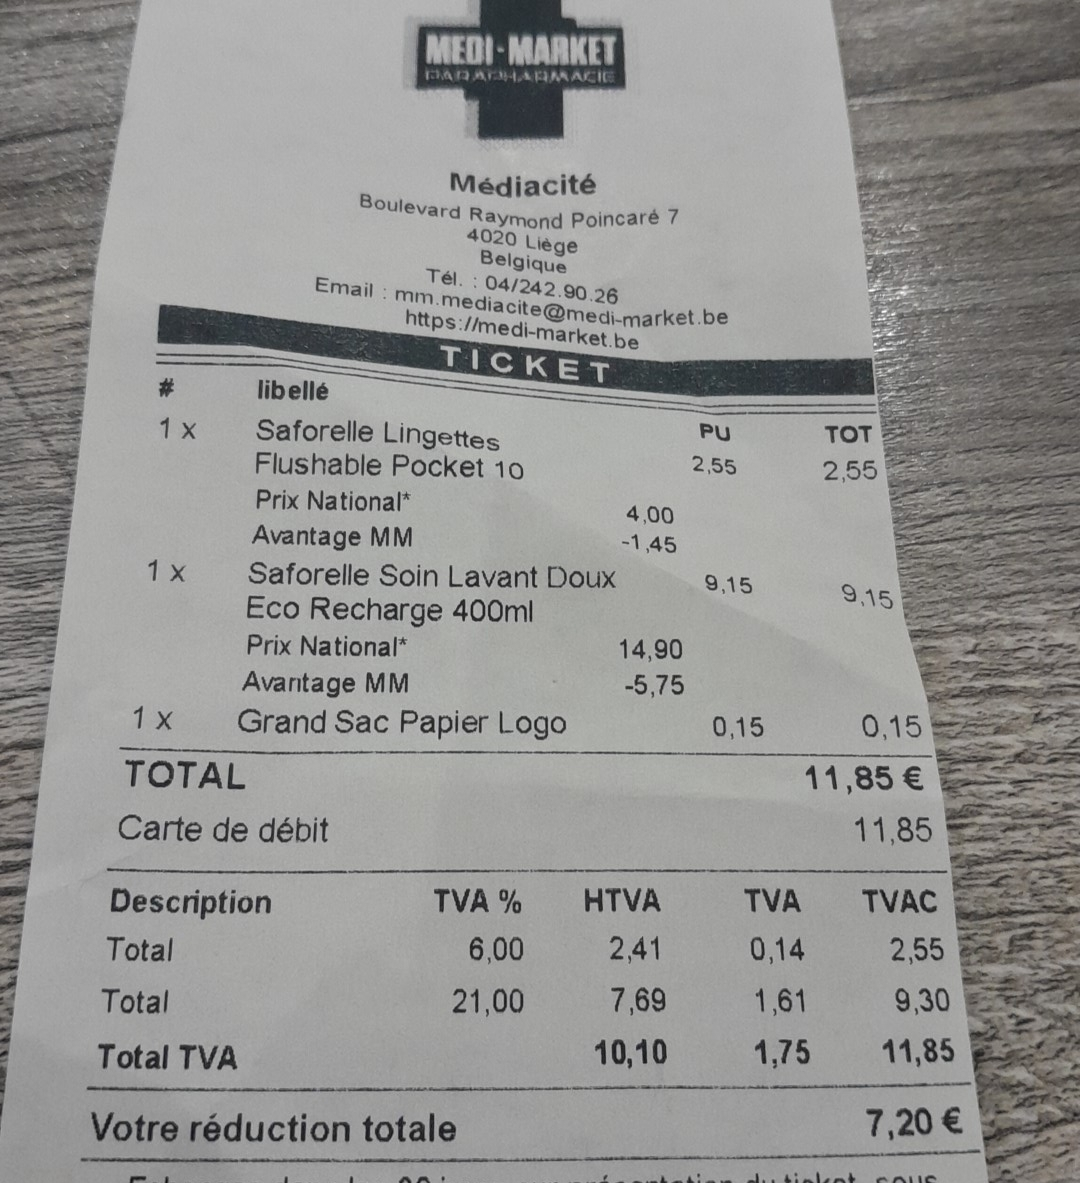 MEDI-MARKET
PARAPHARMACIE
Médiacité
Boulevard Raymond Poincaré 7
4020 Liège
Belgique
Tél. : 04/242.90.26
Email : mm.mediacite@medi-market.be
https://medi-market.be
TICKET
# libellé PU TOT
1 x Saforelle Lingettes 2,55 2,55
Flushable Pocket 10
Prix National* 4,00
Avantage MM -1,45
1 x Saforelle Soin Lavant Doux 9,15 9,15
Eco Recharge 400ml
Prix National* 14,90
Avantage MM -5,75
1 x Grand Sac Papier Logo 0,15 0,15
TOTAL 11,85 €
Carte de débit 11,85
Description TVA % HTVA TVA TVAC
Total 6,00 2,41 0,14 2,55
Total 21,00 7,69 1,61 9,30
Total TVA 10,10 1,75 11,85
Votre réduction totale 7,20 €
du ticket sous